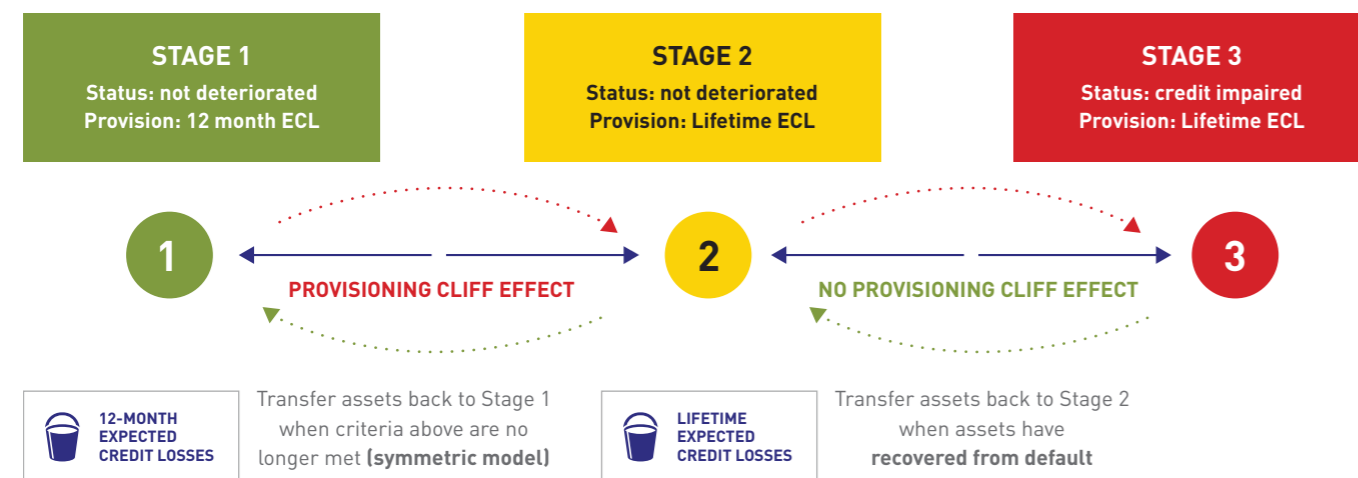 STAGE 1
Status: not deteriorated
Provision: 12 month ECL
STAGE 2
Status: not deteriorated
Provision: Lifetime ECL
STAGE 3
Status: credit impaired
Provision: Lifetime ECL
1
2
3
PROVISIONING CLIFF EFFECT
NO PROVISIONING CLIFF EFFECT
12-MONTH
EXPECTED
CREDIT LOSSES
Transfer assets back to Stage 1
when criteria above are no
longer met (symmetric model)
LIFETIME
EXPECTED
CREDIT LOSSES
Transfer assets back to Stage 2
when assets have
recovered from default